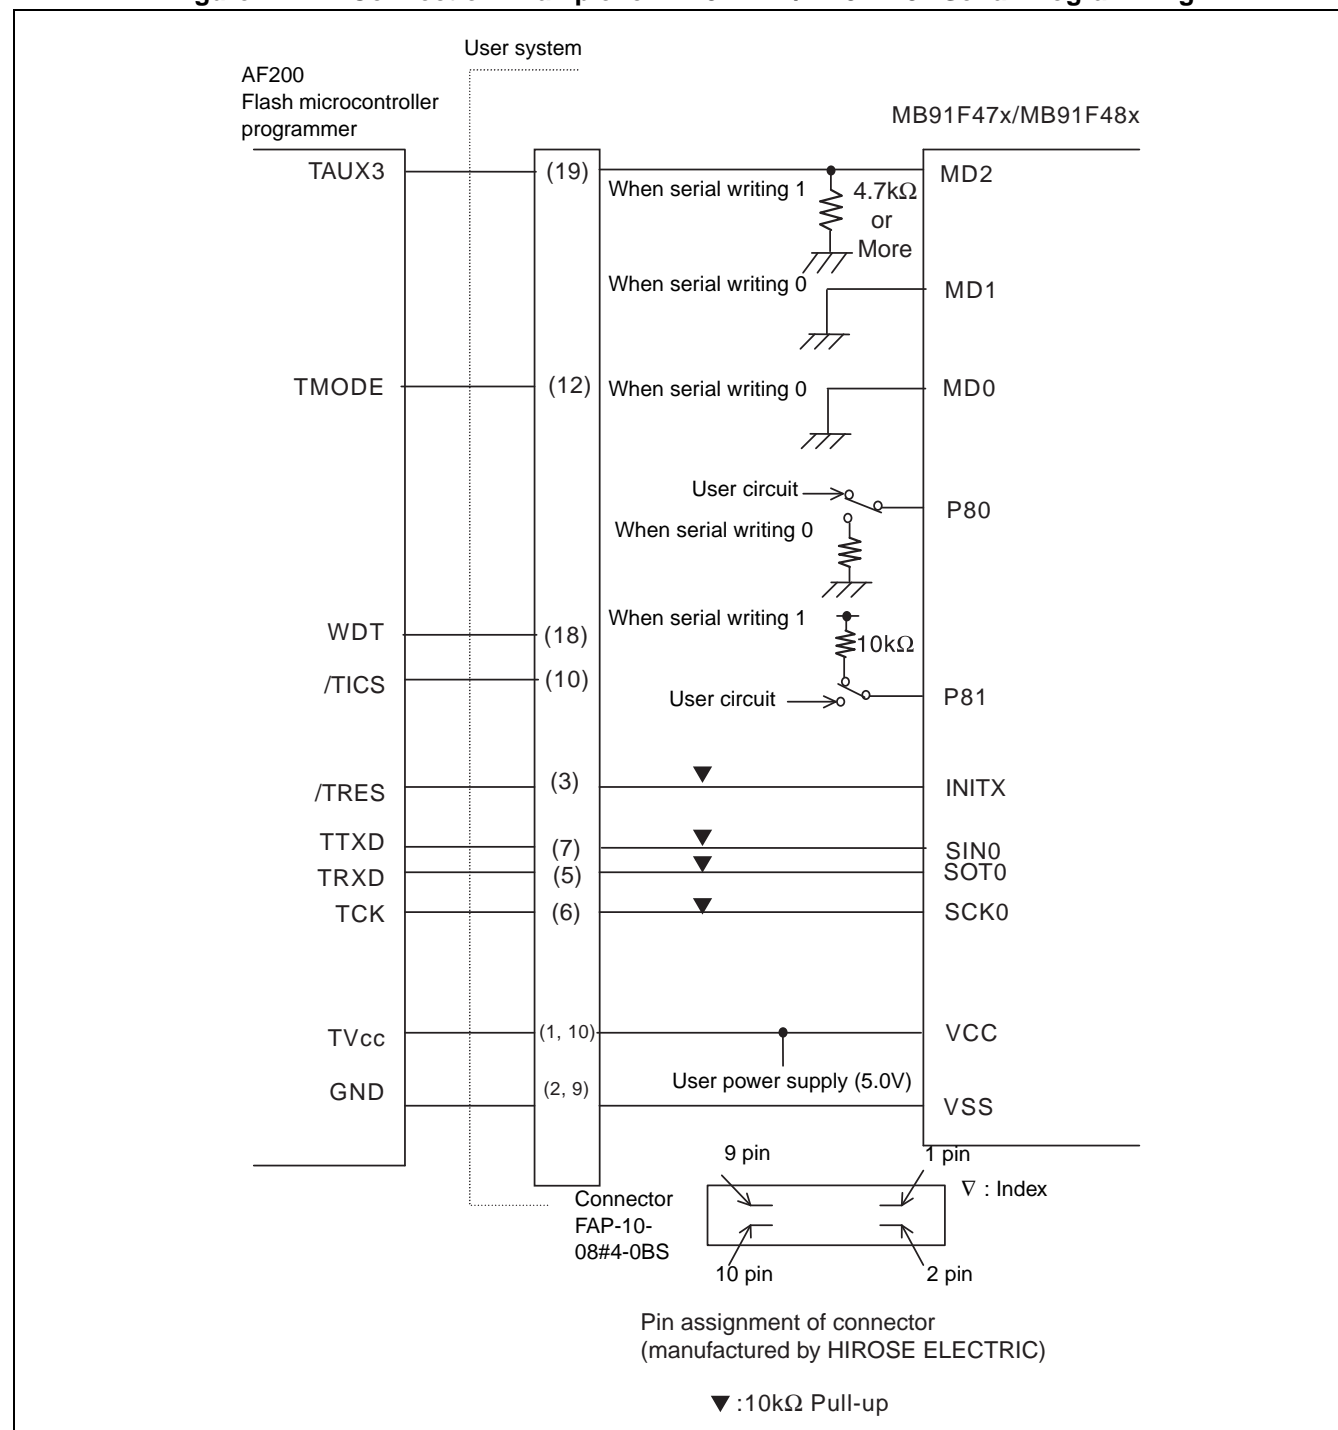 User system
AF200
Flash microcontroller
programmer
MB91F47x/MB91F48x
TAUX3
(19)
When serial writing 1
4.7kΩ
or
More
MD2
When serial writing 0
MD1
TMODE
(12)
When serial writing 0
MD0
User circuit
P80
When serial writing 0
When serial writing 1
WDT
(18)
10kΩ
/TICS
(10)
User circuit
P81
/TRES
(3)
INITX
TTXD
(7)
SIN0
TRXD
(5)
SOT0
TCK
(6)
SCK0
TVcc
(1, 10)
VCC
User power supply (5.0V)
GND
(2, 9)
VSS
9 pin
1 pin
∇ : Index
Connector
FAP-10-
08#4-0BS
10 pin
2 pin
Pin assignment of connector
(manufactured by HIROSE ELECTRIC)
▼ :10kΩ Pull-up